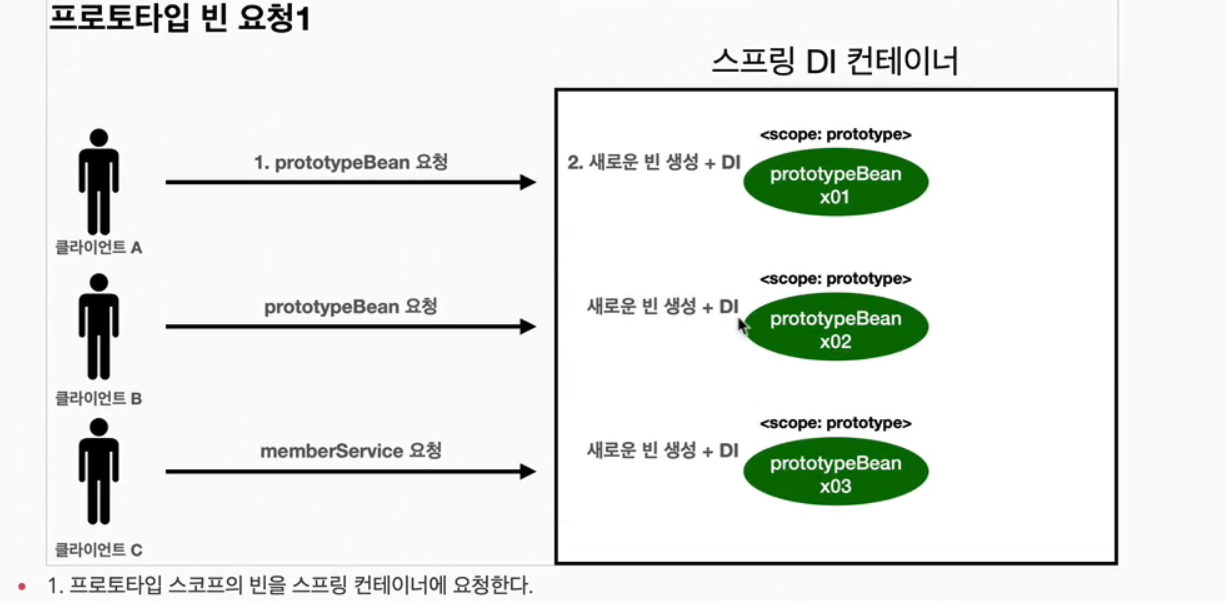 프로토타입 빈 요청1
스프링 DI 컨테이너
<scope: prototype>
1. prototypeBean 요청
2. 새로운 빈 생성 + DI
prototypeBean
x01
클라이언트 A
<scope: prototype>
prototypeBean 요청
새로운 빈 생성 + DI
prototypeBean
x02
클라이언트 B
<scope: prototype>
memberService 요청
새로운 빈 생성 + DI
prototypeBean
x03
클라이언트 C
• 1. 프로토타입 스코프의 빈을 스프링 컨테이너에 요청한다.